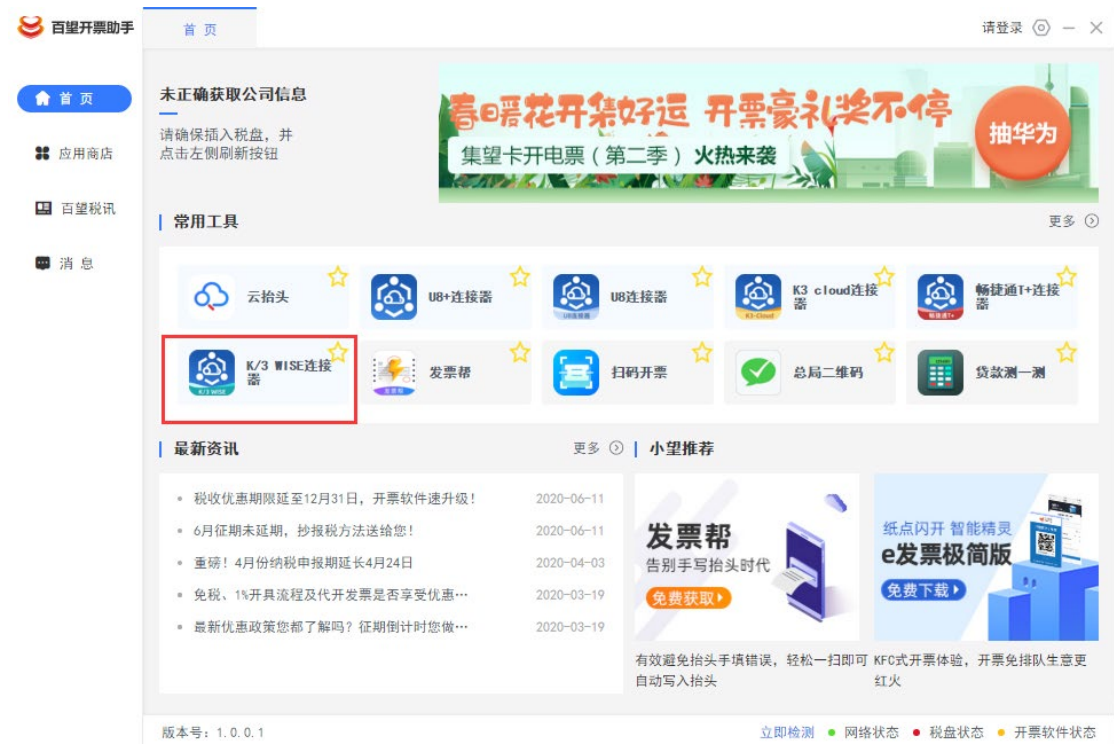 百望开票助手
首 页
请登录
首 页
应用商店
百望税讯
消 息
未正确获取公司信息
请确保插入税盘，并
点击左侧刷新按钮
春日暖花开集好运 开票豪礼奖不停
集望卡开电票（第二季）火热来袭
抽华为
常用工具
更多
云抬头
U8+连接器
U8连接器
U8连接器
K3 cloud连接
器
K3-Cloud
畅捷通T+连接
器
畅捷通T+
K/3 WISE连接
器
K/3 WISE
发票帮
发票帮
扫码开票
总局二维码
贷款测一测
最新资讯
更多
税收优惠期限延至12月31日，开票软件速升级！ 2020-06-11
6月征期未延期，抄报税方法送给您！ 2020-06-11
重磅！4月份纳税申报期延长4月24日 2020-04-03
免税、1%开具流程及代开发票是否享受优惠… 2020-03-19
最新优惠政策您都了解吗？征期倒计时您做… 2020-03-19
小望推荐
发票帮
告别手写抬头时代
免费获取
有效避免抬头手填错误，轻松一扫即可
自动写入抬头
纸点闪开 智能精灵
e发票极简版
免费下载
KFC式开票体验，开票免排队生意更
红火
版本号：1.0.0.1
立即检测
网络状态
税盘状态
开票软件状态